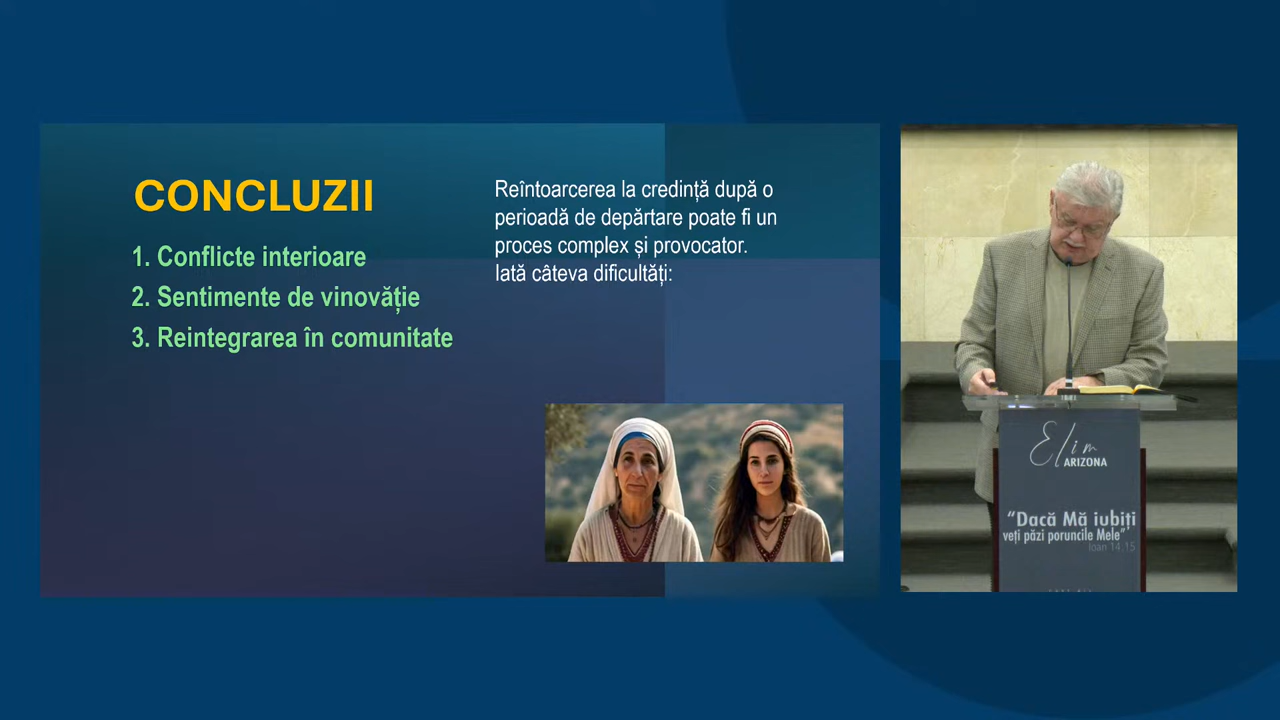 CONCLUZII
1. Conflicte interioare
2. Sentimente de vinovăție
3. Reintegrarea în comunitate
Reîntoarcerea la credință după o
perioadă de depărtare poate fi un
proces complex și provocator.
Iată câteva dificultăți:
Elim
ARIZONA
“Dacă Mă iubiți
veți păzi poruncile Mele”
Ioan 14:15